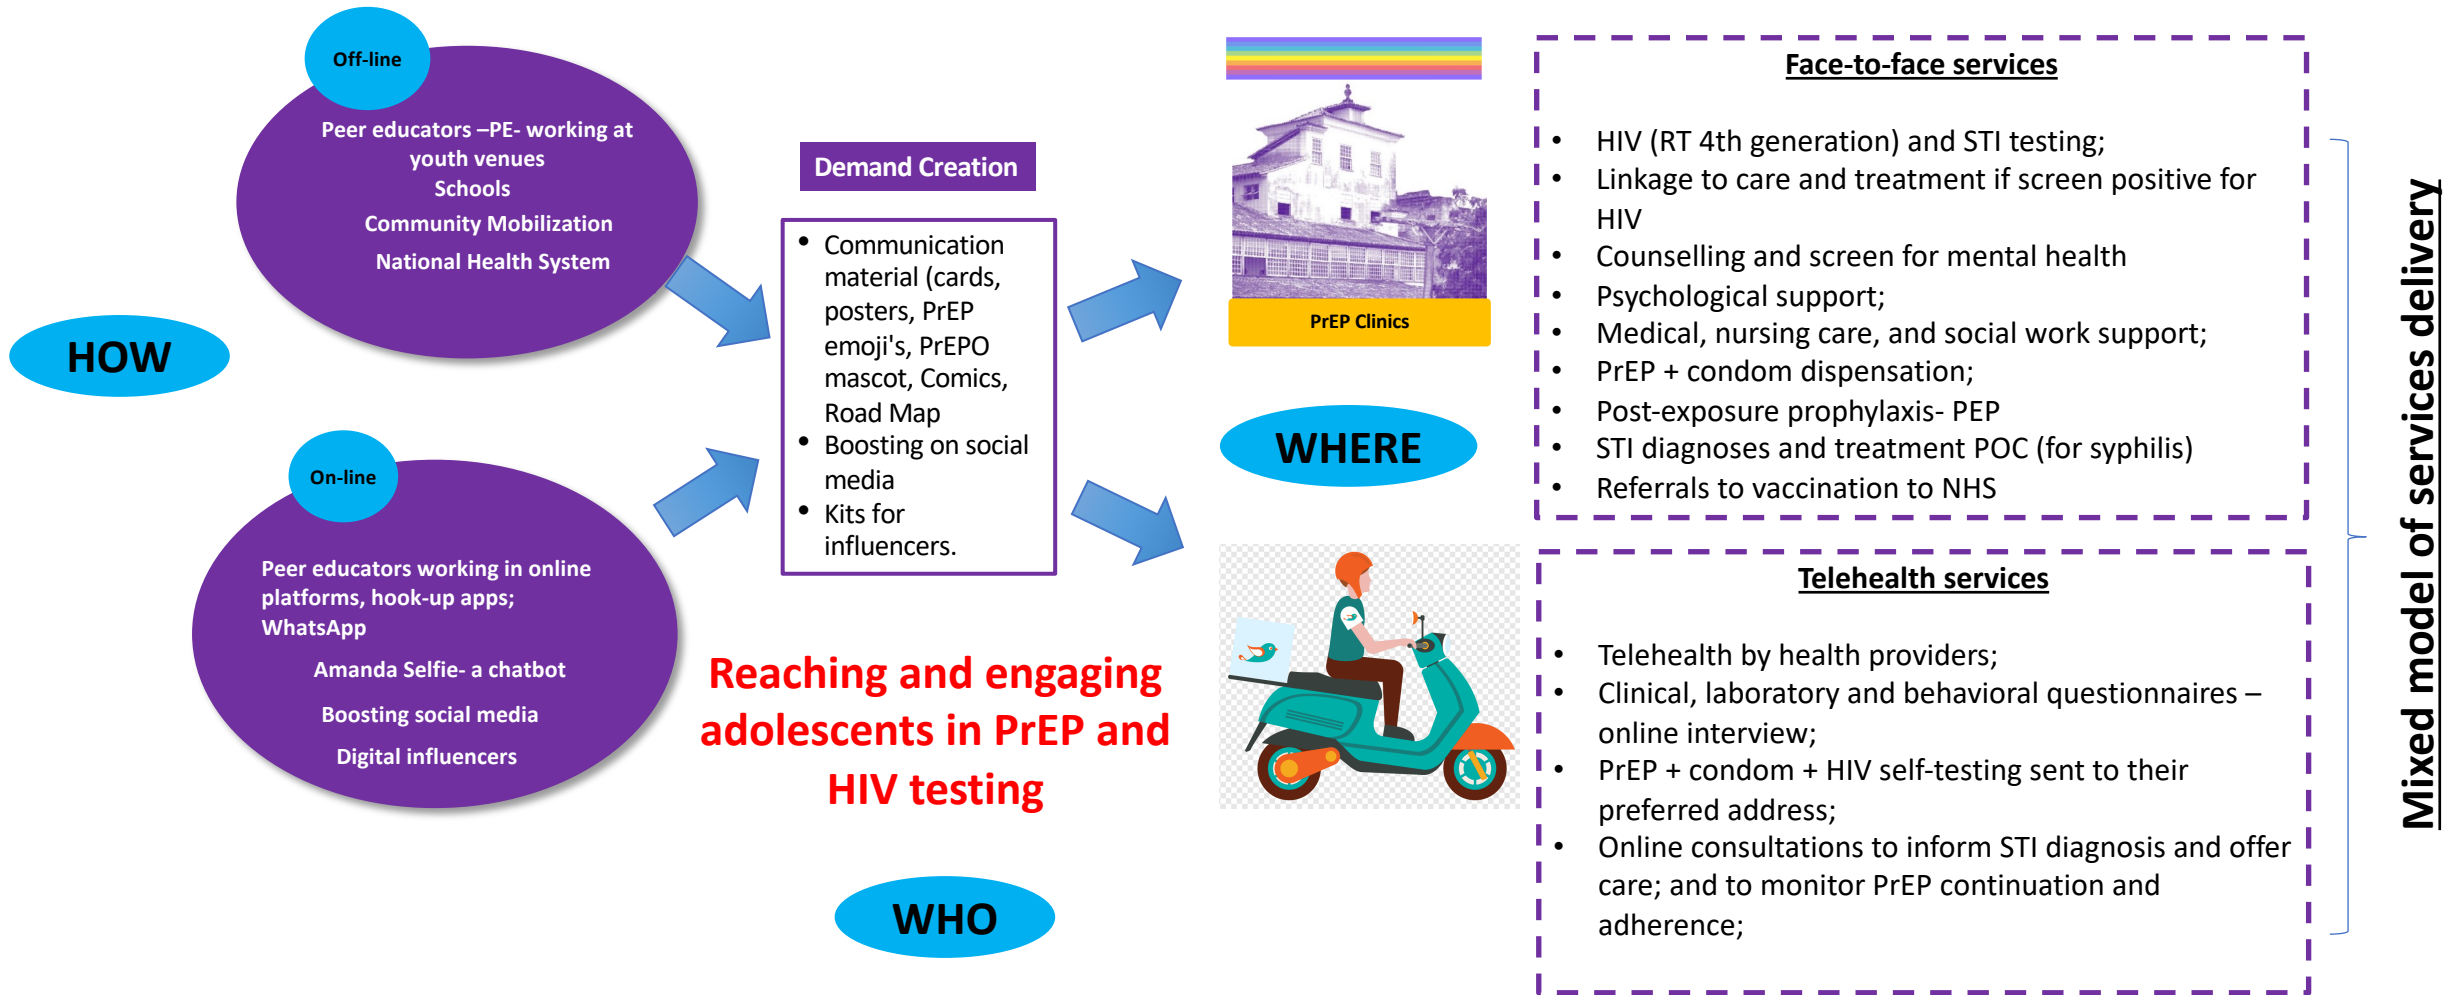 HOW
Off-line
Peer educators –PE- working at
youth venues
Schools
Community Mobilization
National Health System
On-line
Peer educators working in online
platforms, hook-up apps;
WhatsApp
Amanda Selfie- a chatbot
Boosting social media
Digital influencers
Demand Creation
• Communication
material (cards,
posters, PrEP
emoji's, PrEPO
mascot, Comics,
Road Map
• Boosting on social
media
• Kits for
influencers.
Reaching and engaging
adolescents in PrEP and
HIV testing
WHO
PrEP Clinics
WHERE
Face-to-face services
• HIV (RT 4th generation) and STI testing;
• Linkage to care and treatment if screen positive for
HIV
• Counselling and screen for mental health
• Psychological support;
• Medical, nursing care, and social work support;
• PrEP + condom dispensation;
• Post-exposure prophylaxis- PEP
• STI diagnoses and treatment POC (for syphilis)
• Referrals to vaccination to NHS
Telehealth services
• Telehealth by health providers;
• Clinical, laboratory and behavioral questionnaires –
online interview;
• PrEP + condom + HIV self-testing sent to their
preferred address;
• Online consultations to inform STI diagnosis and offer
care; and to monitor PrEP continuation and
adherence;
Mixed model of services delivery